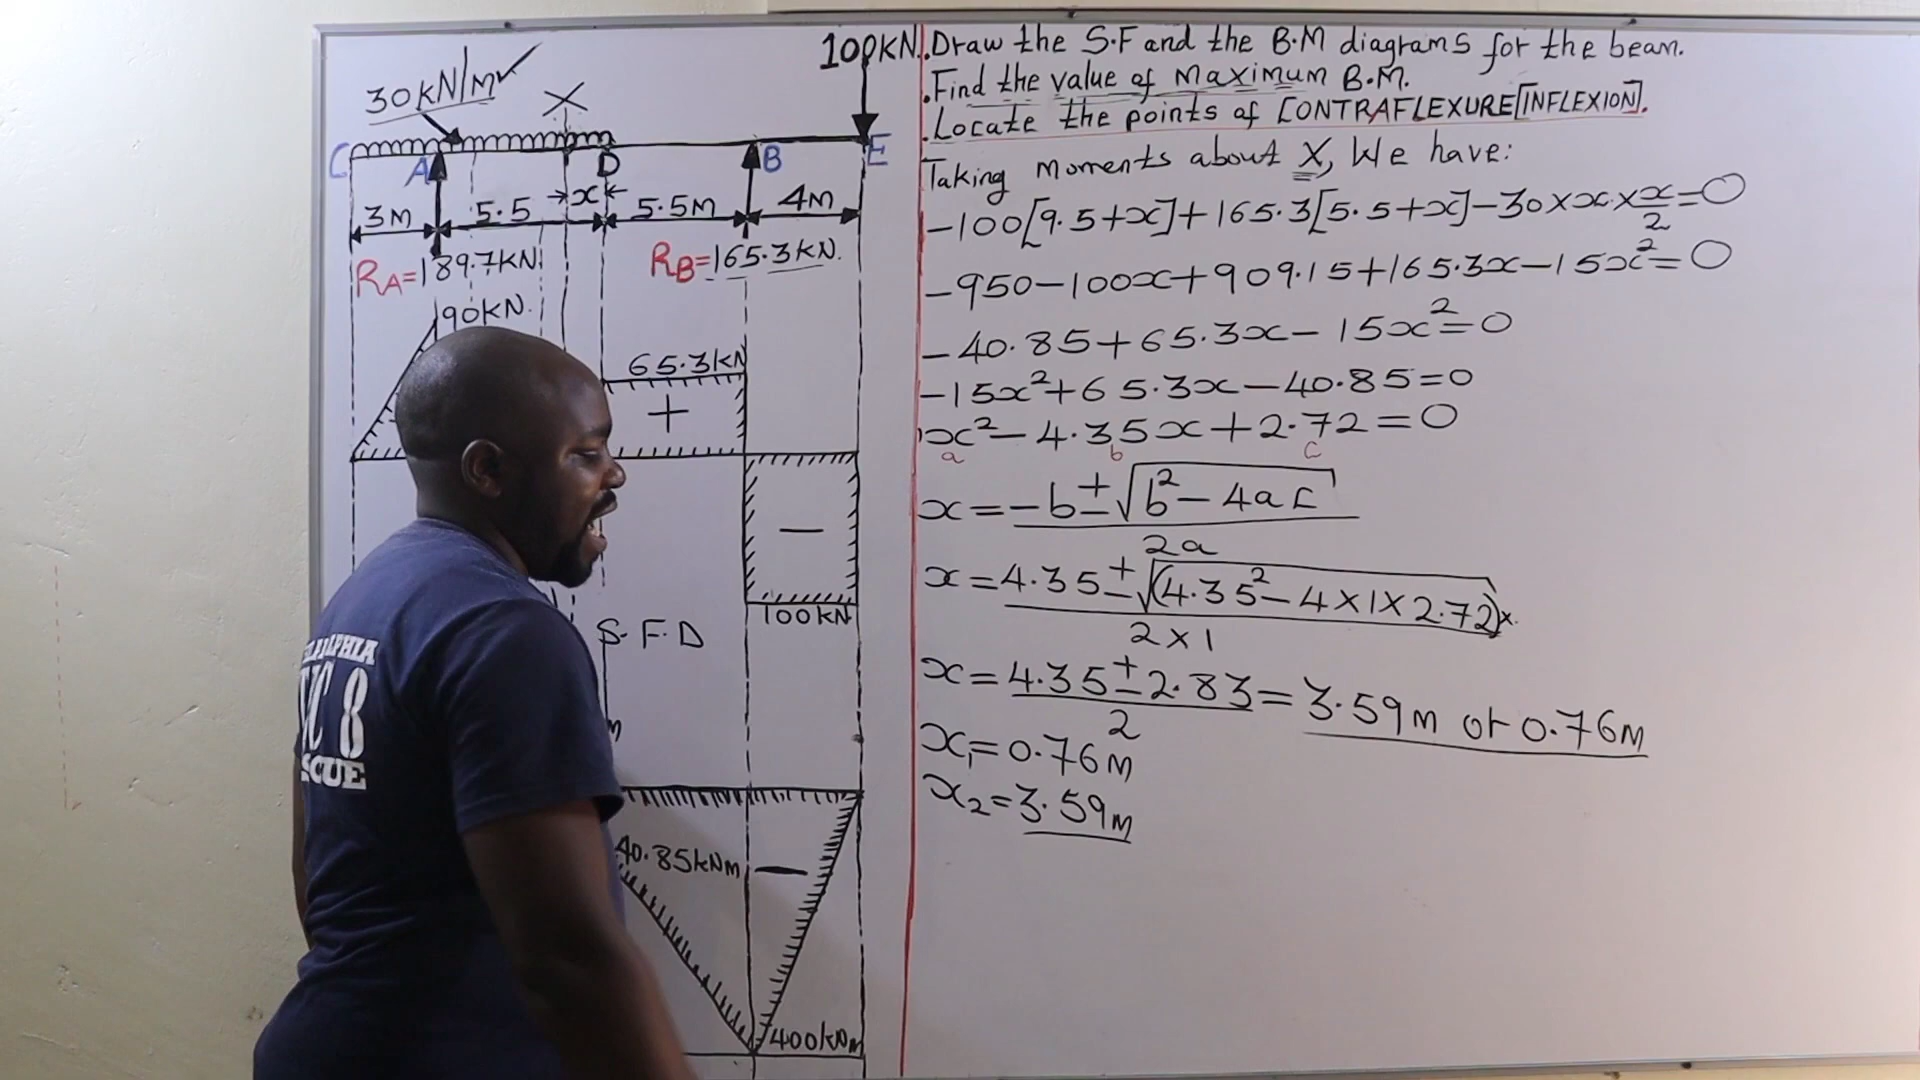 100KN
.Draw the S.F and the B.M diagrams for the beam.
.Find the value of maximum B.M.
.Locate the points of CONTRAFLEXURE[INFLEXION].
Taking moments about X, We have:
-100[9.5+x]+165.3[5.5+x]-30×x×x/2=0
-950-100x+909.15+165.3x-15x²=0
-40.85+65.3x-15x²=0
-15x²+65.3x-40.85=0
x²-4.35x+2.72=0
a b c
x=-b±√b²-4ac
2a
x=4.35±√(4.35²-4×1×2.72)×
2×1
x=4.35±2.83=3.59m or 0.76m
2
x₁=0.76m
x₂=3.59m
30KN/m
X
C A D B E
3m 5.5 x 5.5m 4m
RA=189.7KN
RB=165.3KN.
90KN.
65.3KN
+
-
100KN
S.F.D
m
40.85kNm
-
400kNm
PHILADELPHIA
8
RESCUE